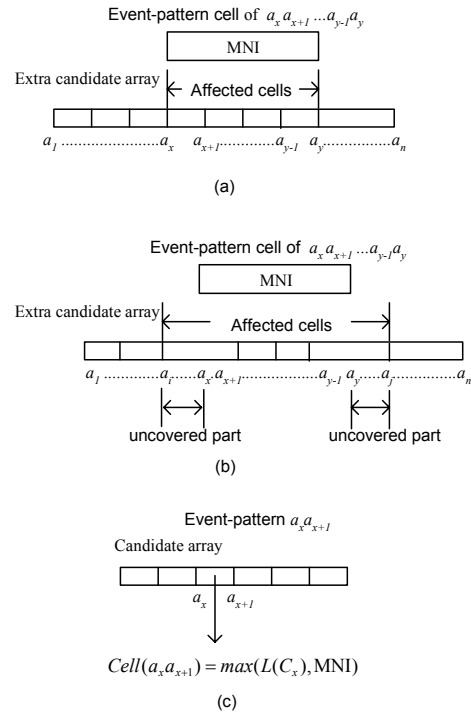 Event-pattern cell of a_x a_{x+1} ...a_{y-1}a_y
MNI
Extra candidate array
Affected cells
a_1 ......................a_x a_{x+1}..............a_{y-1} a_y................a_n
(a)
Event-pattern cell of a_x a_{x+1} ...a_{y-1}a_y
MNI
Extra candidate array
Affected cells
a_1 ..............a_i.......a_x.a_{x+1}...................a_{y-1} a_y.....a_j...............a_n
uncovered part uncovered part
(b)
Event-pattern a_x a_{x+1}
Candidate array
a_x a_{x+1}
Cell(a_x a_{x+1}) = max(L(C_x), MNI)
(c)